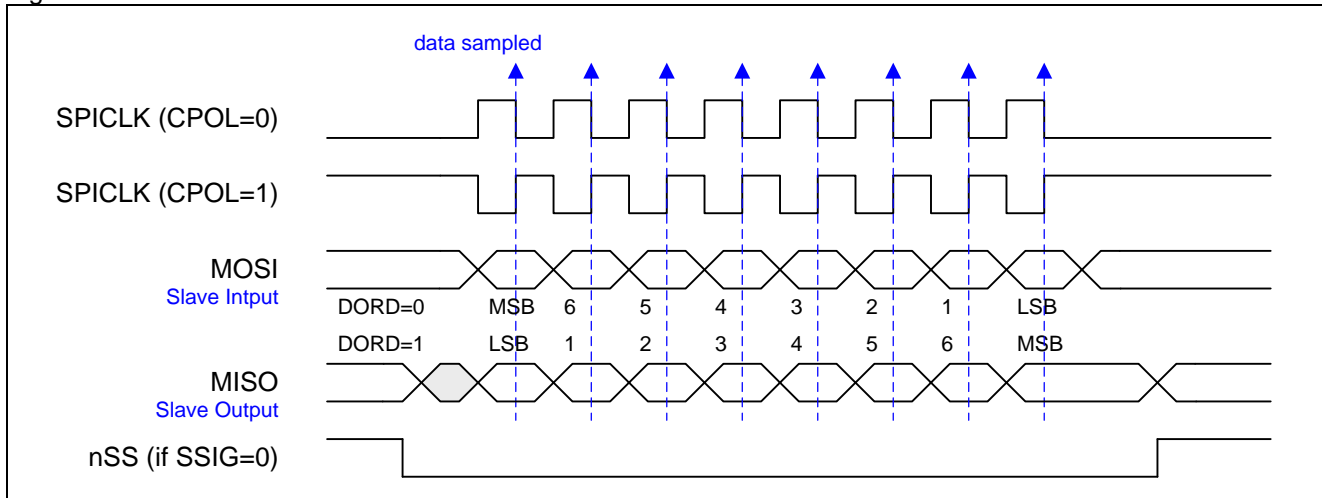 data sampled
SPICLK (CPOL=0)
SPICLK (CPOL=1)
MOSI
Slave Intput
DORD=0 MSB 6 5 4 3 2 1 LSB
DORD=1 LSB 1 2 3 4 5 6 MSB
MISO
Slave Output
nSS (if SSIG=0)